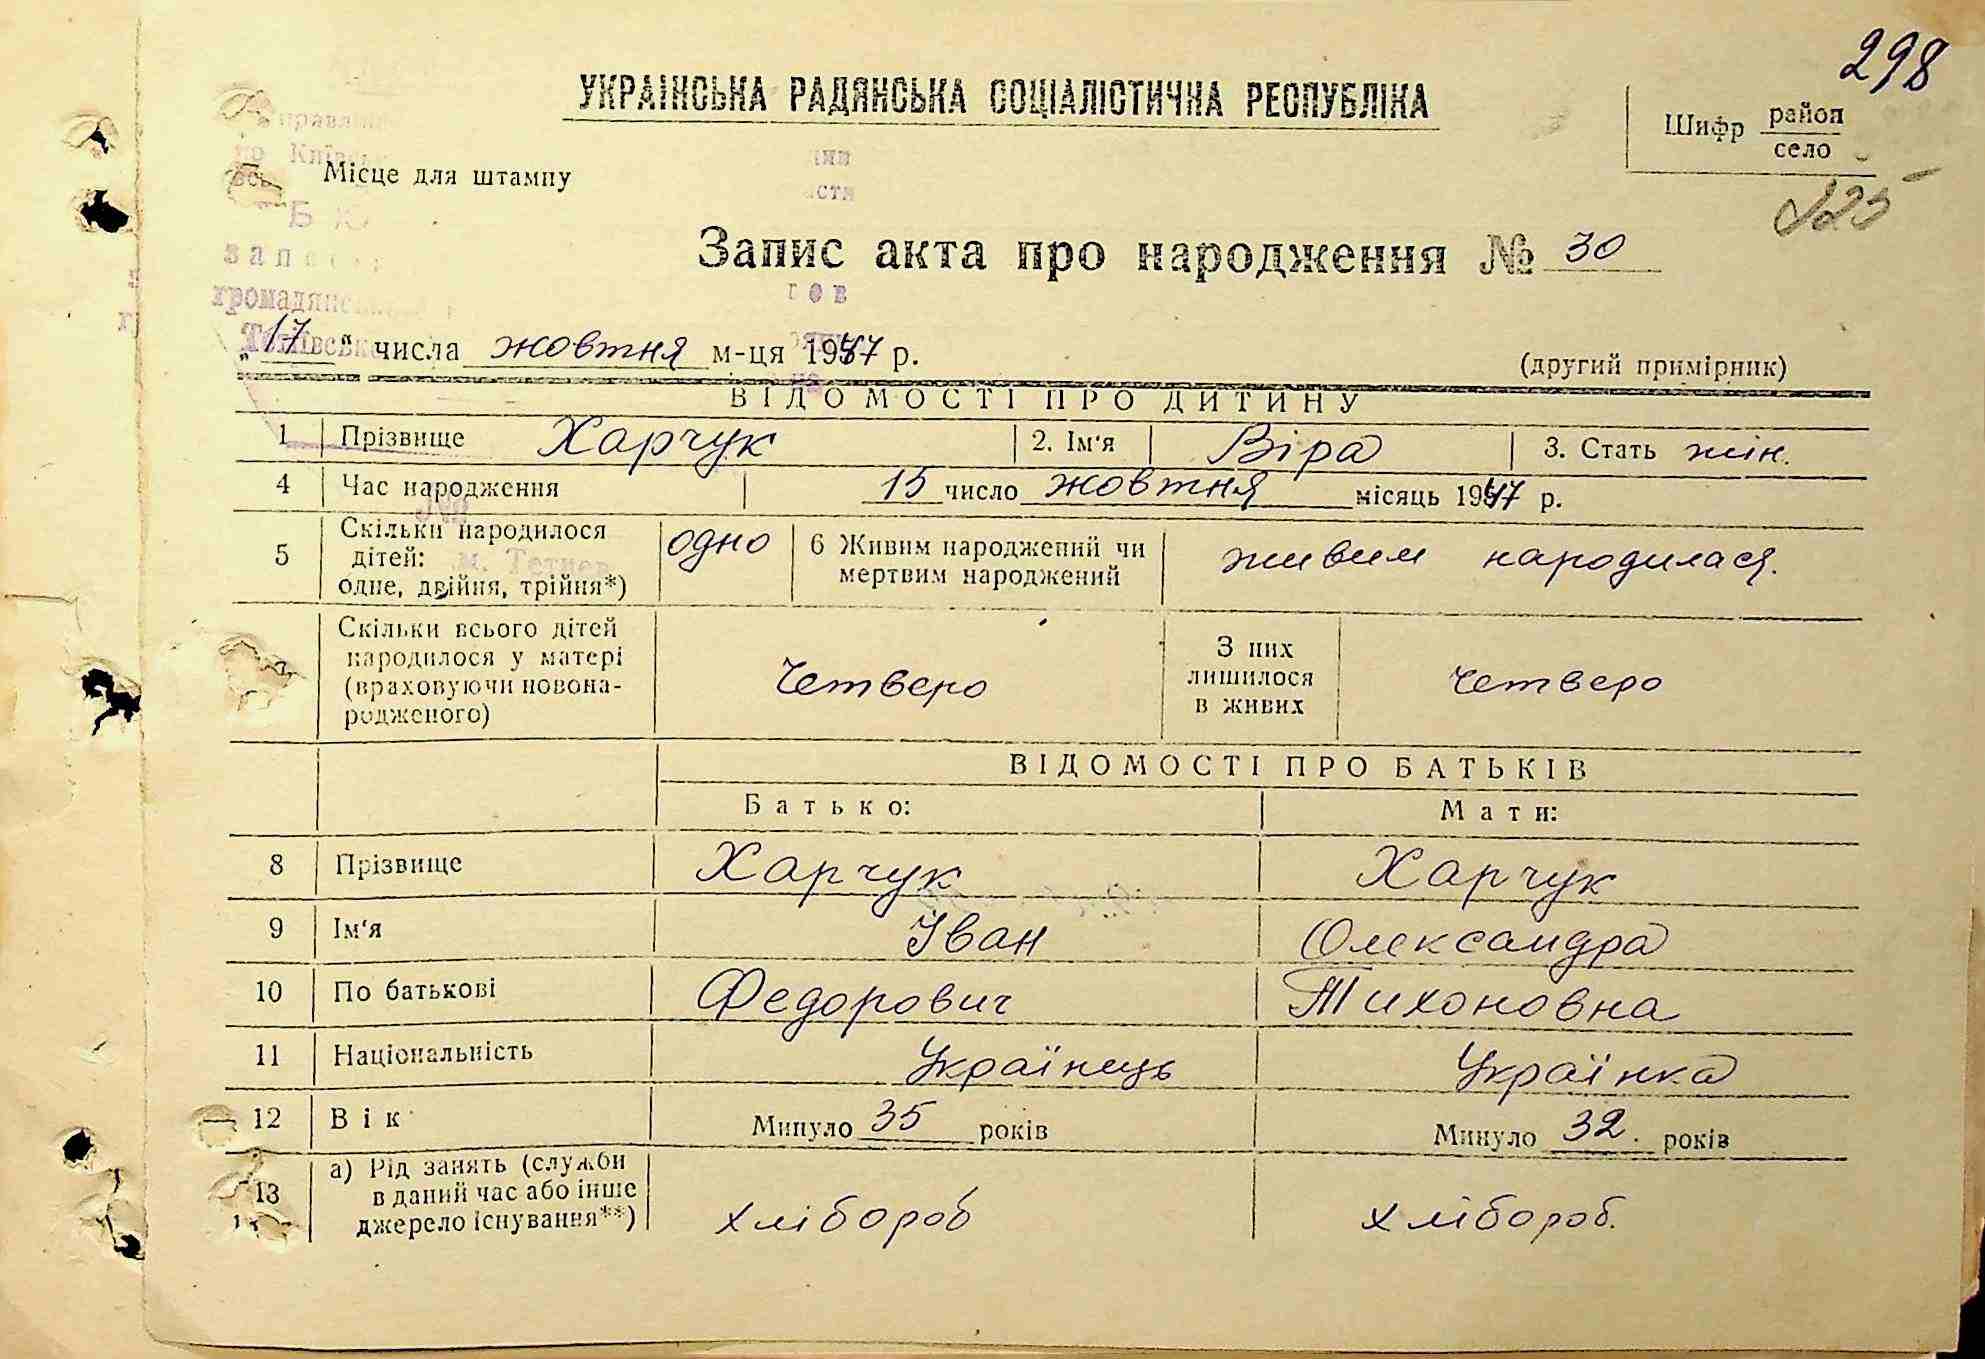 298
УКРАЇНСЬКА РАДЯНСЬКА СОЦІАЛІСТИЧНА РЕСПУБЛІКА
Шифр район
село
Місце для штампу
125
Запис акта про народження № 30
„17“ числа жовтня м-ця 1947 р.
(другий примірник)
ВІДОМОСТІ ПРО ДИТИНУ
1 Прізвище Харчук 2. Ім'я Віра 3. Стать жін.
4 Час народження 15 число жовтня місяць 1947 р.
5 Скільки народилося дітей: одне, двійня, трійня*) одно 6 Живим народжений чи мертвим народжений живим народилася.
Скільки всього дітей народилося у матері (враховуючи новонародженого) Четверо З них лишилося в живих Четверо
ВІДОМОСТІ ПРО БАТЬКІВ
Батько: Мати:
8 Прізвище Харчук Харчук
9 Ім'я Іван Олександра
10 По батькові Федорович Тихоновна
11 Національність Українець Українка
12 Вік Минуло 35 років Минуло 32. років
13 а) Рід занять (служби в даний час або інше джерело існування**) хлібороб хлібороб.